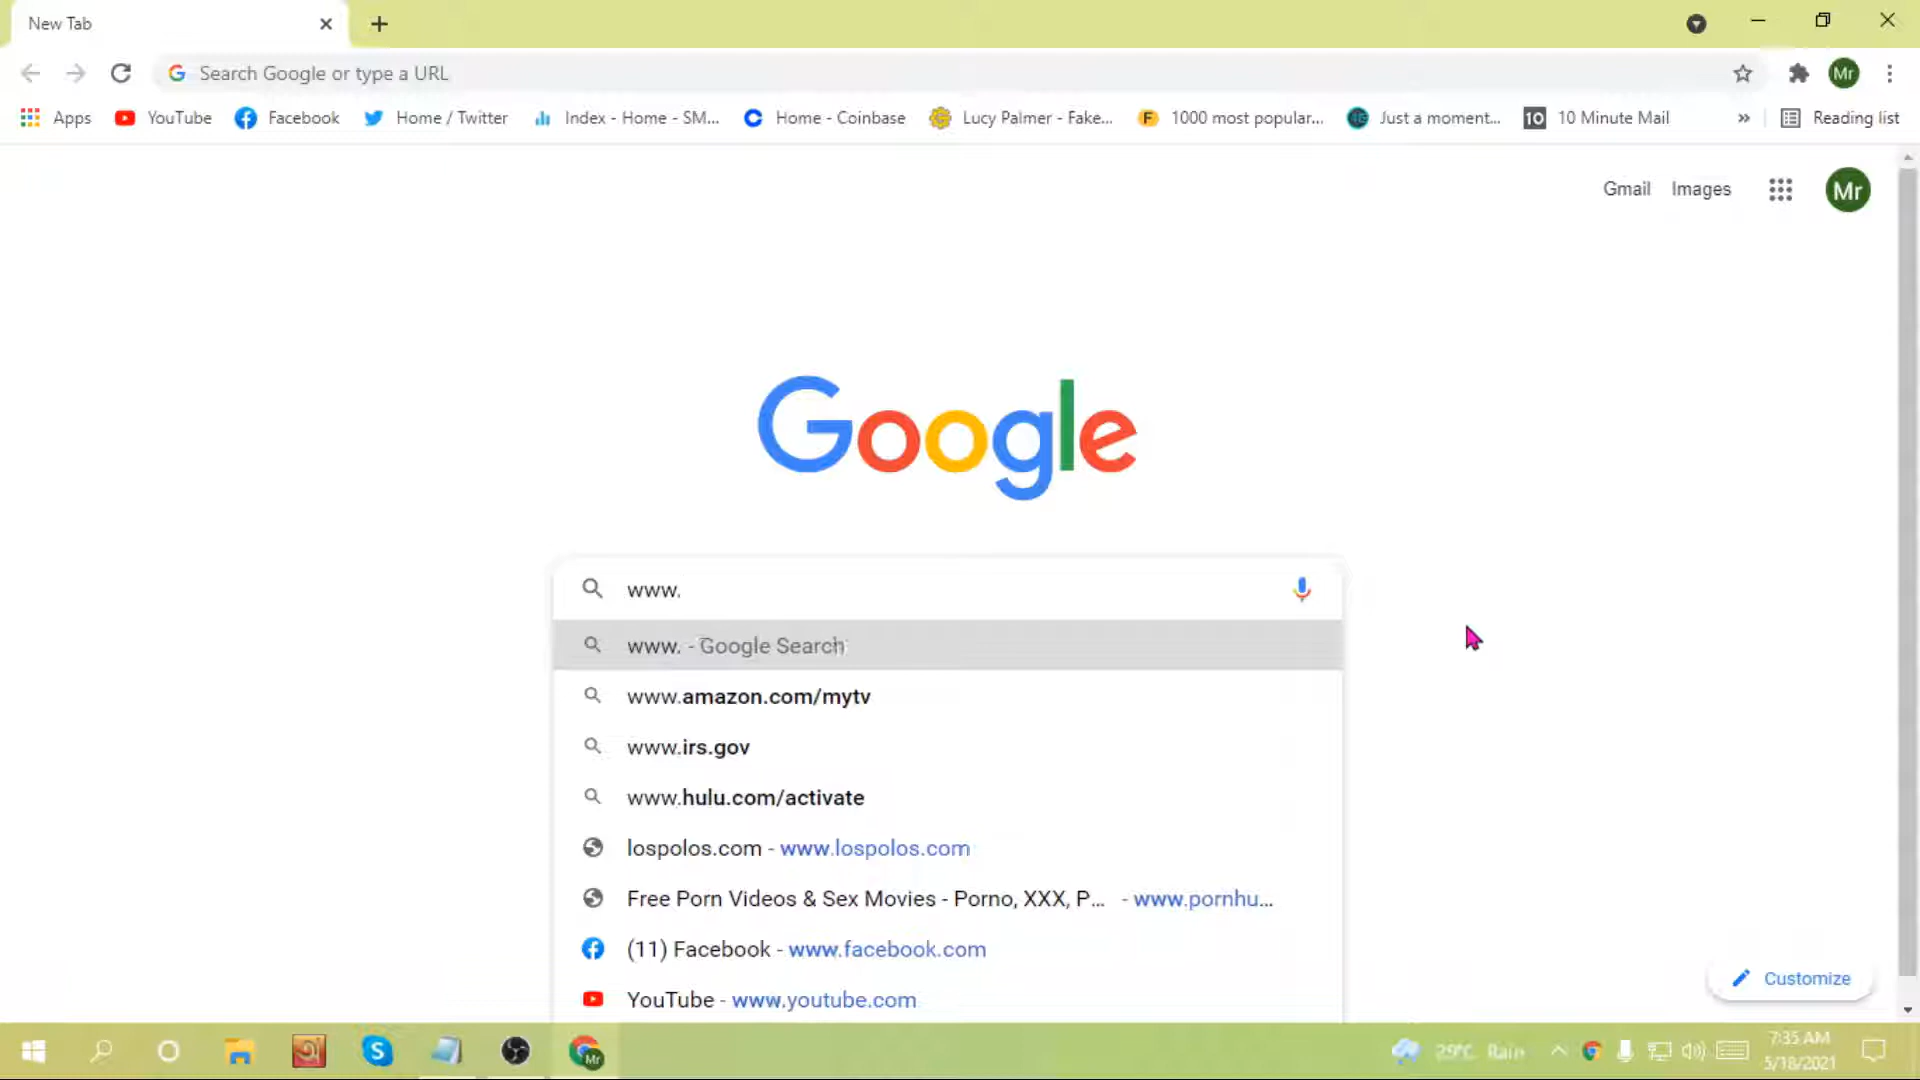 New Tab
Search Google or type a URL
Mr
Apps YouTube Facebook Home / Twitter Index - Home - SM... Home - Coinbase Lucy Palmer - Fake... 1000 most popular... Just a moment... 10 10 Minute Mail » Reading list
Gmail Images Mr
Google
www.
www. - Google Search
www.amazon.com/mytv
www.irs.gov
www.hulu.com/activate
lospolos.com - www.lospolos.com
Free Porn Videos & Sex Movies - Porno, XXX, P... - www.pornhu...
(11) Facebook - www.facebook.com
Customize
YouTube - www.youtube.com
Mr
29°C Rain
7:35 AM
5/18/2021